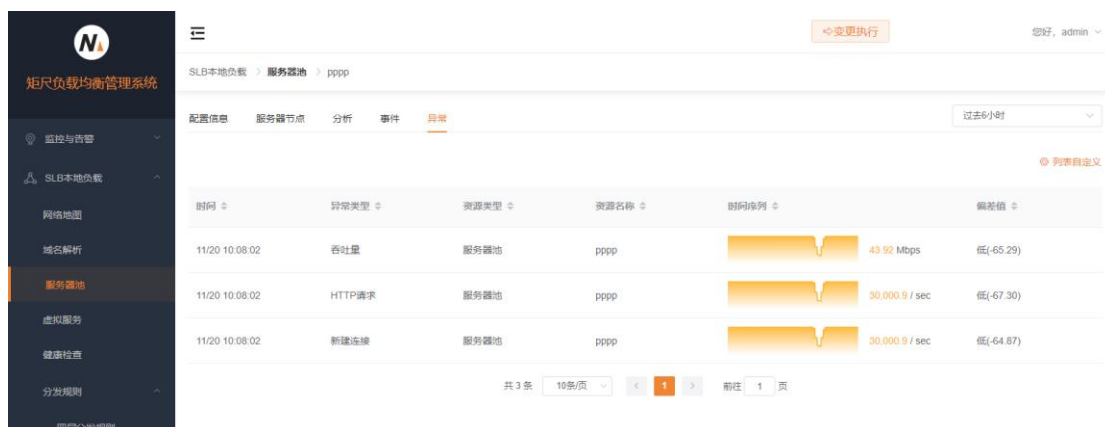 变更执行
您好，admin
N
矩尺负载均衡管理系统
SLB本地负载 > 服务器池 > pppp
配置信息 服务器节点 分析 事件 异常
过去6小时
监控与告警
SLB本地负载
网络地图
域名解析
服务器池
虚拟服务
健康检查
分发规则
四层分发规则
列表自定义
时间 异常类型 资源类型 资源名称 时间序列 偏差值
11/20 10:08:02 吞吐量 服务器池 pppp 43.92 Mbps 低(-65.29)
11/20 10:08:02 HTTP请求 服务器池 pppp 30,000.9 / sec 低(-67.30)
11/20 10:08:02 新建连接 服务器池 pppp 30,000.9 / sec 低(-64.87)
共 3 条 10条/页 < 1 > 前往 1 页